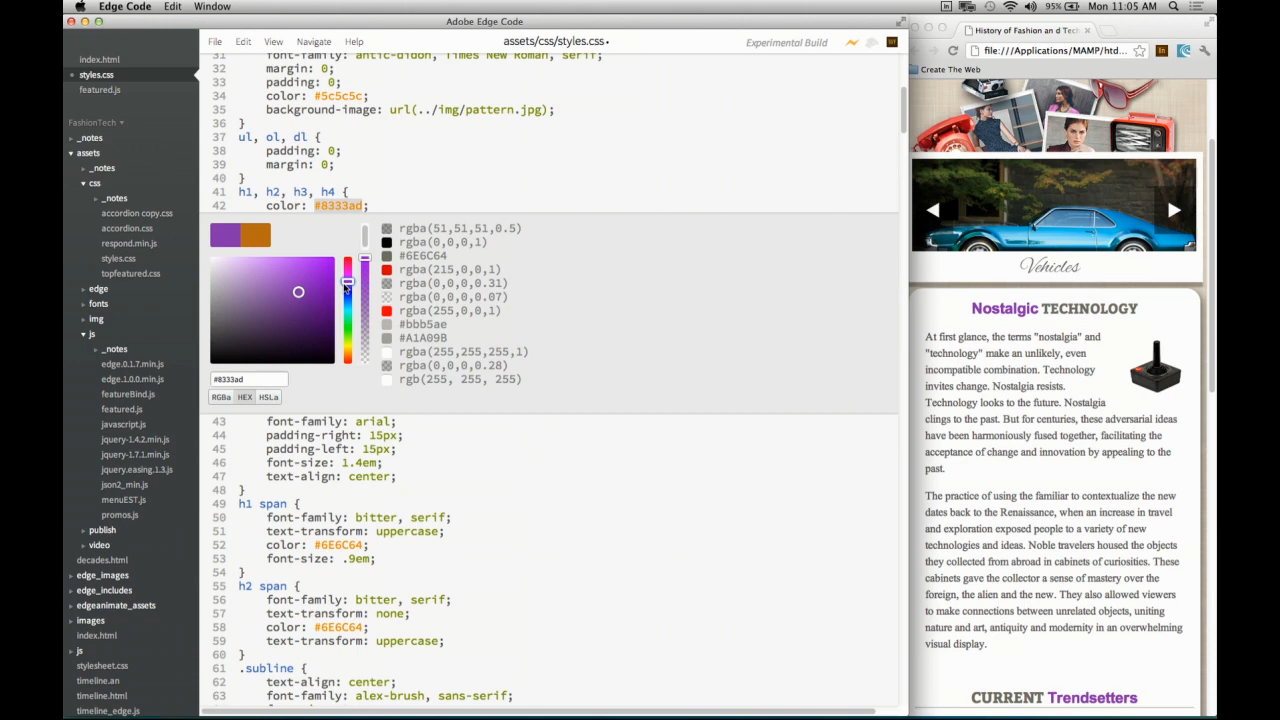 Edge Code Edit Window
95% Mon 11:05 AM
Adobe Edge Code
File Edit View Navigate Help
assets/css/styles.css•
Experimental Build
index.html
styles.css
featured.js
FashionTech
_notes
assets
_notes
css
_notes
accordion copy.css
accordion.css
respond.min.js
styles.css
topfeatured.css
edge
fonts
img
js
_notes
edge.0.1.7.min.js
edge.1.0.0.min.js
featureBind.js
featured.js
javascript.js
jquery-1.4.2.min.js
jquery-1.7.1.min.js
jquery.easing.1.3.js
json2_min.js
menuEST.js
promos.js
publish
video
decades.html
edge_images
edge_includes
edgeanimate_assets
images
index.html
js
stylesheet.css
timeline.an
timeline.html
timeline_edge.js
31 font-family: antic-didon, Times New Roman, serif;
32 margin: 0;
33 padding: 0;
34 color: #5c5c5c;
35 background-image: url(../img/pattern.jpg);
36 }
37 ul, ol, dl {
38 padding: 0;
39 margin: 0;
40 }
41 h1, h2, h3, h4 {
42 color: #8333ad;
rgba(51,51,51,0.5)
rgba(0,0,0,1)
#6E6C64
rgba(215,0,0,1)
rgba(0,0,0,0.31)
rgba(0,0,0,0.07)
rgba(255,0,0,1)
#bbb5ae
#A1A09B
rgba(255,255,255,1)
rgba(0,0,0,0.28)
rgb(255, 255, 255)
#8333ad
RGBa HEX HSLa
43 font-family: arial;
44 padding-right: 15px;
45 padding-left: 15px;
46 font-size: 1.4em;
47 text-align: center;
48 }
49 h1 span {
50 font-family: bitter, serif;
51 text-transform: uppercase;
52 color: #6E6C64;
53 font-size: .9em;
54 }
55 h2 span {
56 font-family: bitter, serif;
57 text-transform: none;
58 color: #6E6C64;
59 text-transform: uppercase;
60 }
61 .subline {
62 text-align: center;
63 font-family: alex-brush, sans-serif;
History of Fashion an d Tech
file:///Applications/MAMP/htd
Create The Web
Vehicles
Nostalgic TECHNOLOGY
At first glance, the terms "nostalgia" and
"technology" make an unlikely, even
incompatible combination. Technology
invites change. Nostalgia resists.
Technology looks to the future. Nostalgia
clings to the past. But for centuries, these adversarial ideas
have been harmoniously fused together, facilitating the
acceptance of change and innovation by appealing to the
past.
The practice of using the familiar to contextualize the new
dates back to the Renaissance, when an increase in travel
and exploration exposed people to a variety of new
technologies and ideas. Noble travelers housed the objects
they collected from abroad in cabinets of curiosities. These
cabinets gave the collector a sense of mastery over the
foreign, the alien and the new. They also allowed viewers
to make connections between unrelated objects, uniting
nature and art, antiquity and modernity in an overwhelming
visual display.
CURRENT Trendsetters